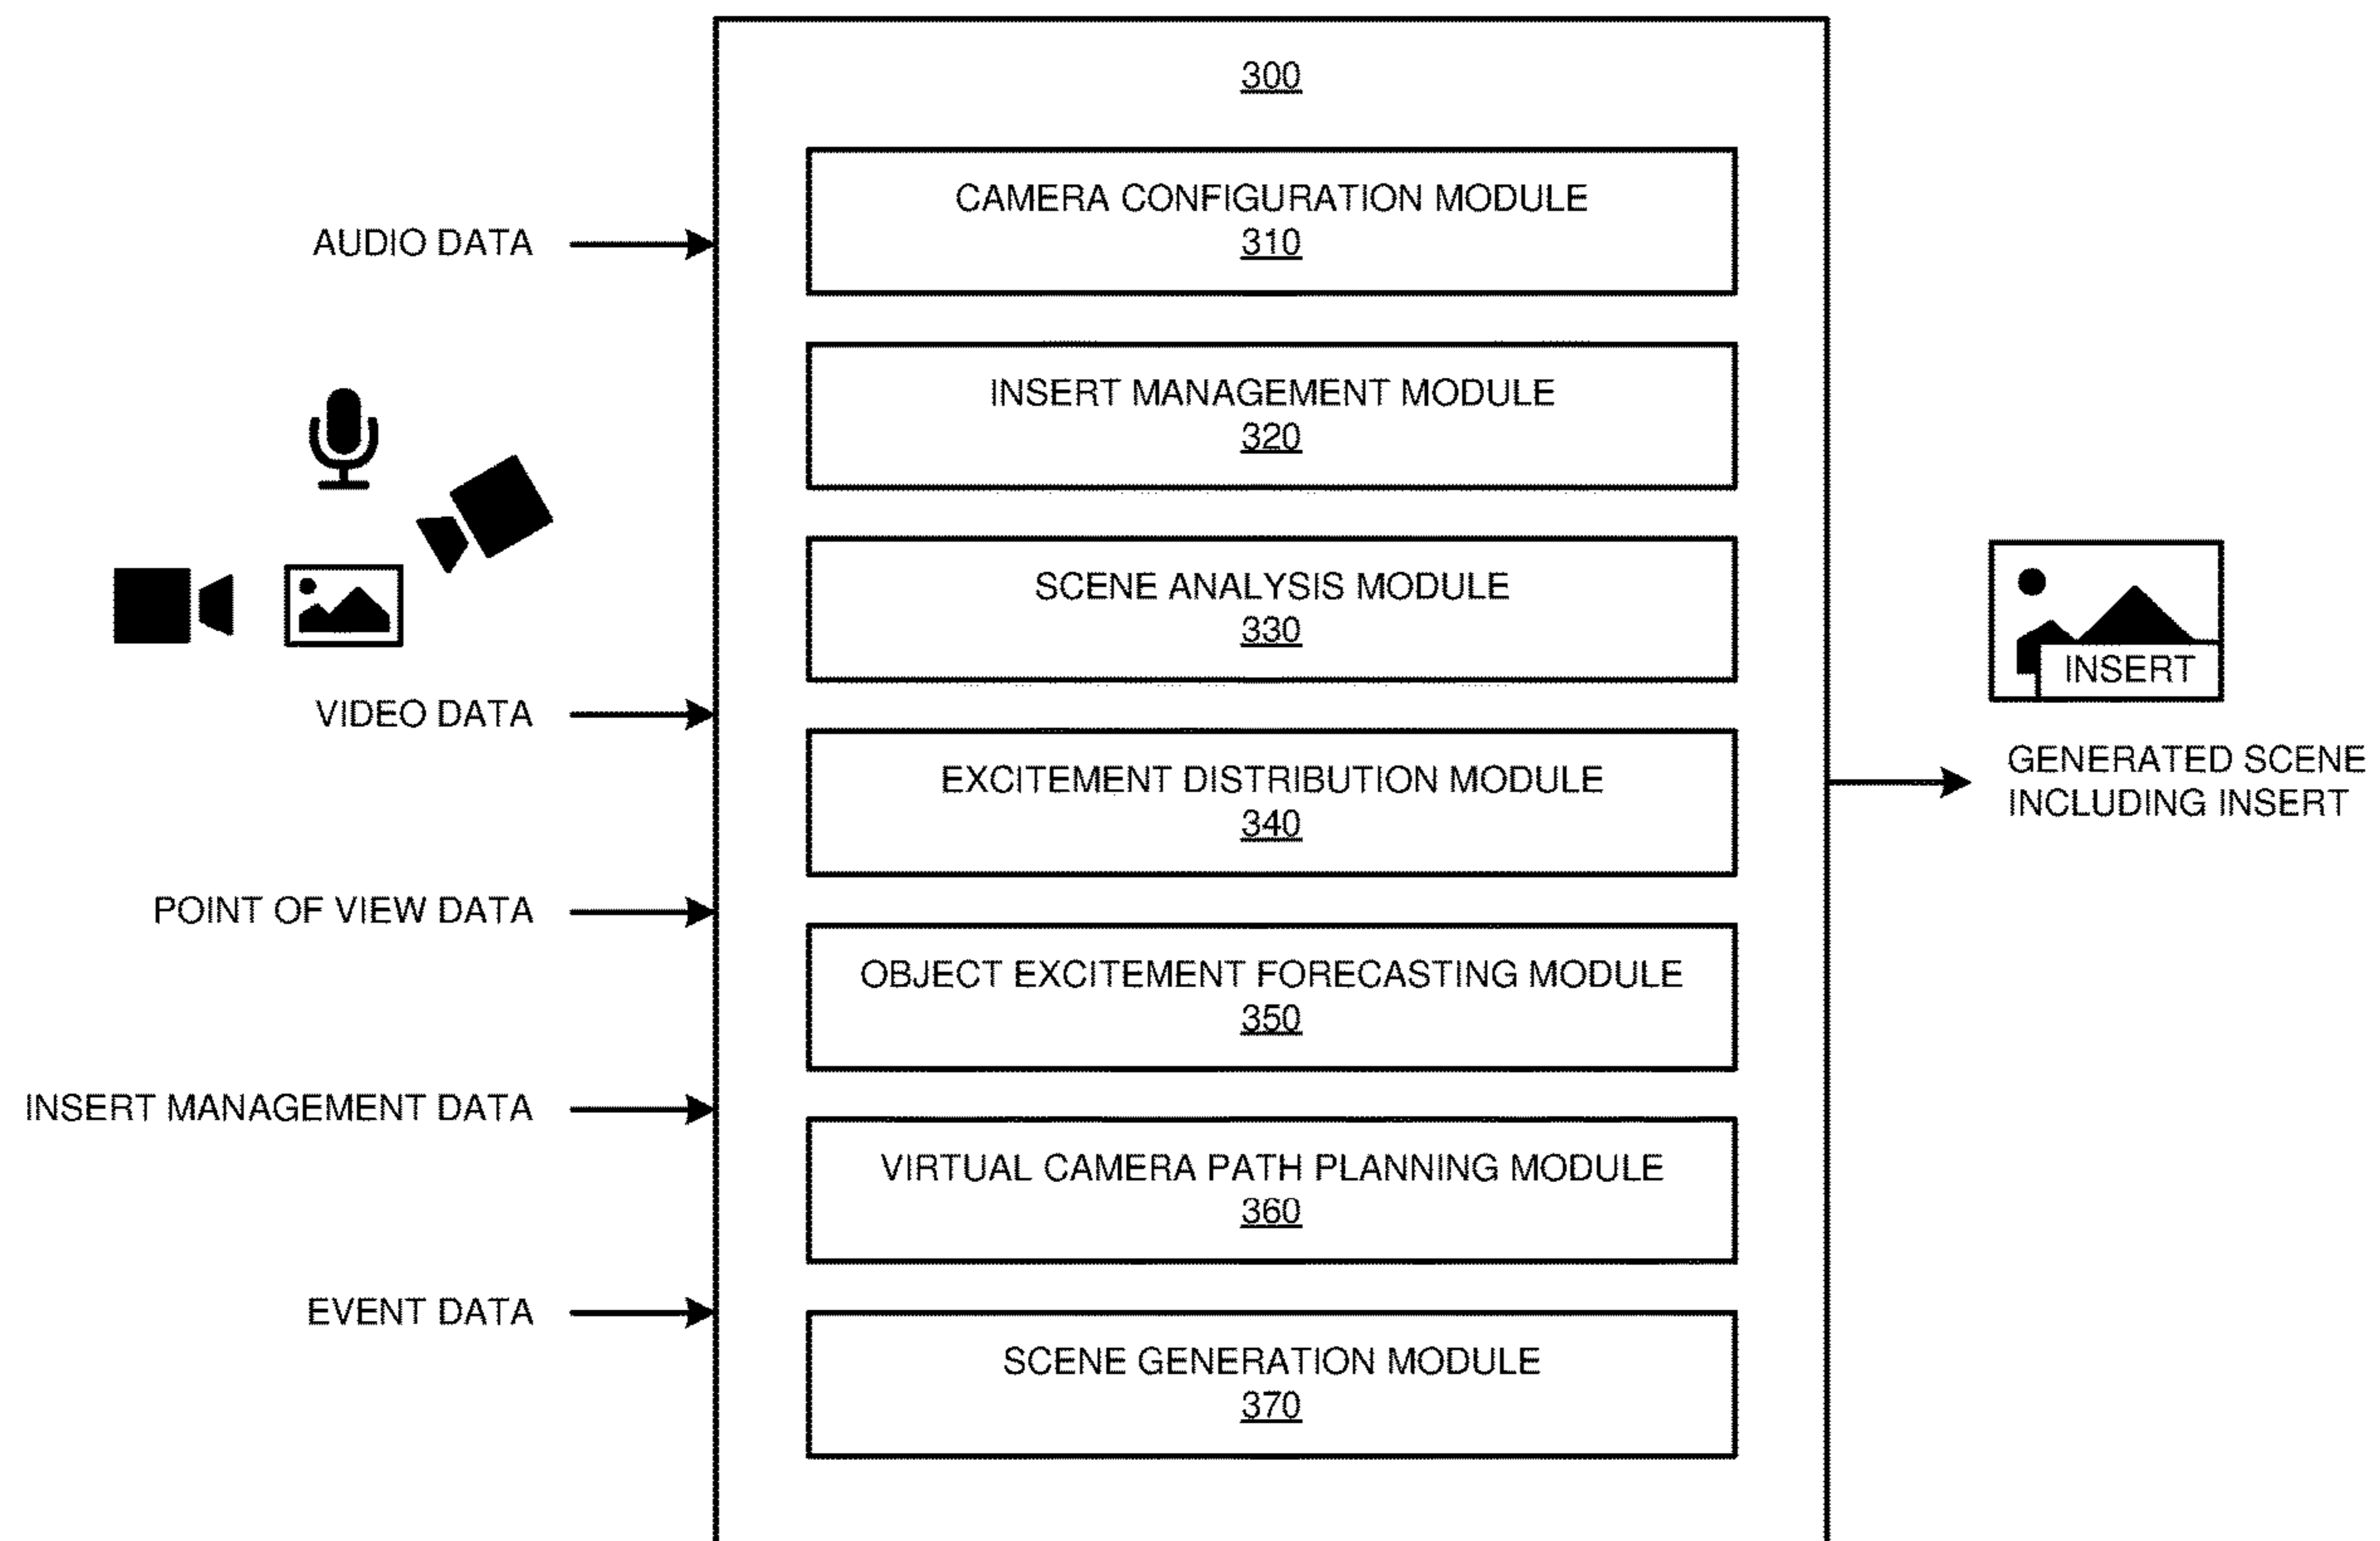 300
CAMERA CONFIGURATION MODULE
310
AUDIO DATA
INSERT MANAGEMENT MODULE
320
SCENE ANALYSIS MODULE
330
VIDEO DATA
EXCITEMENT DISTRIBUTION MODULE
340
POINT OF VIEW DATA
OBJECT EXCITEMENT FORECASTING MODULE
350
INSERT MANAGEMENT DATA
VIRTUAL CAMERA PATH PLANNING MODULE
360
EVENT DATA
SCENE GENERATION MODULE
370
INSERT
GENERATED SCENE
INCLUDING INSERT